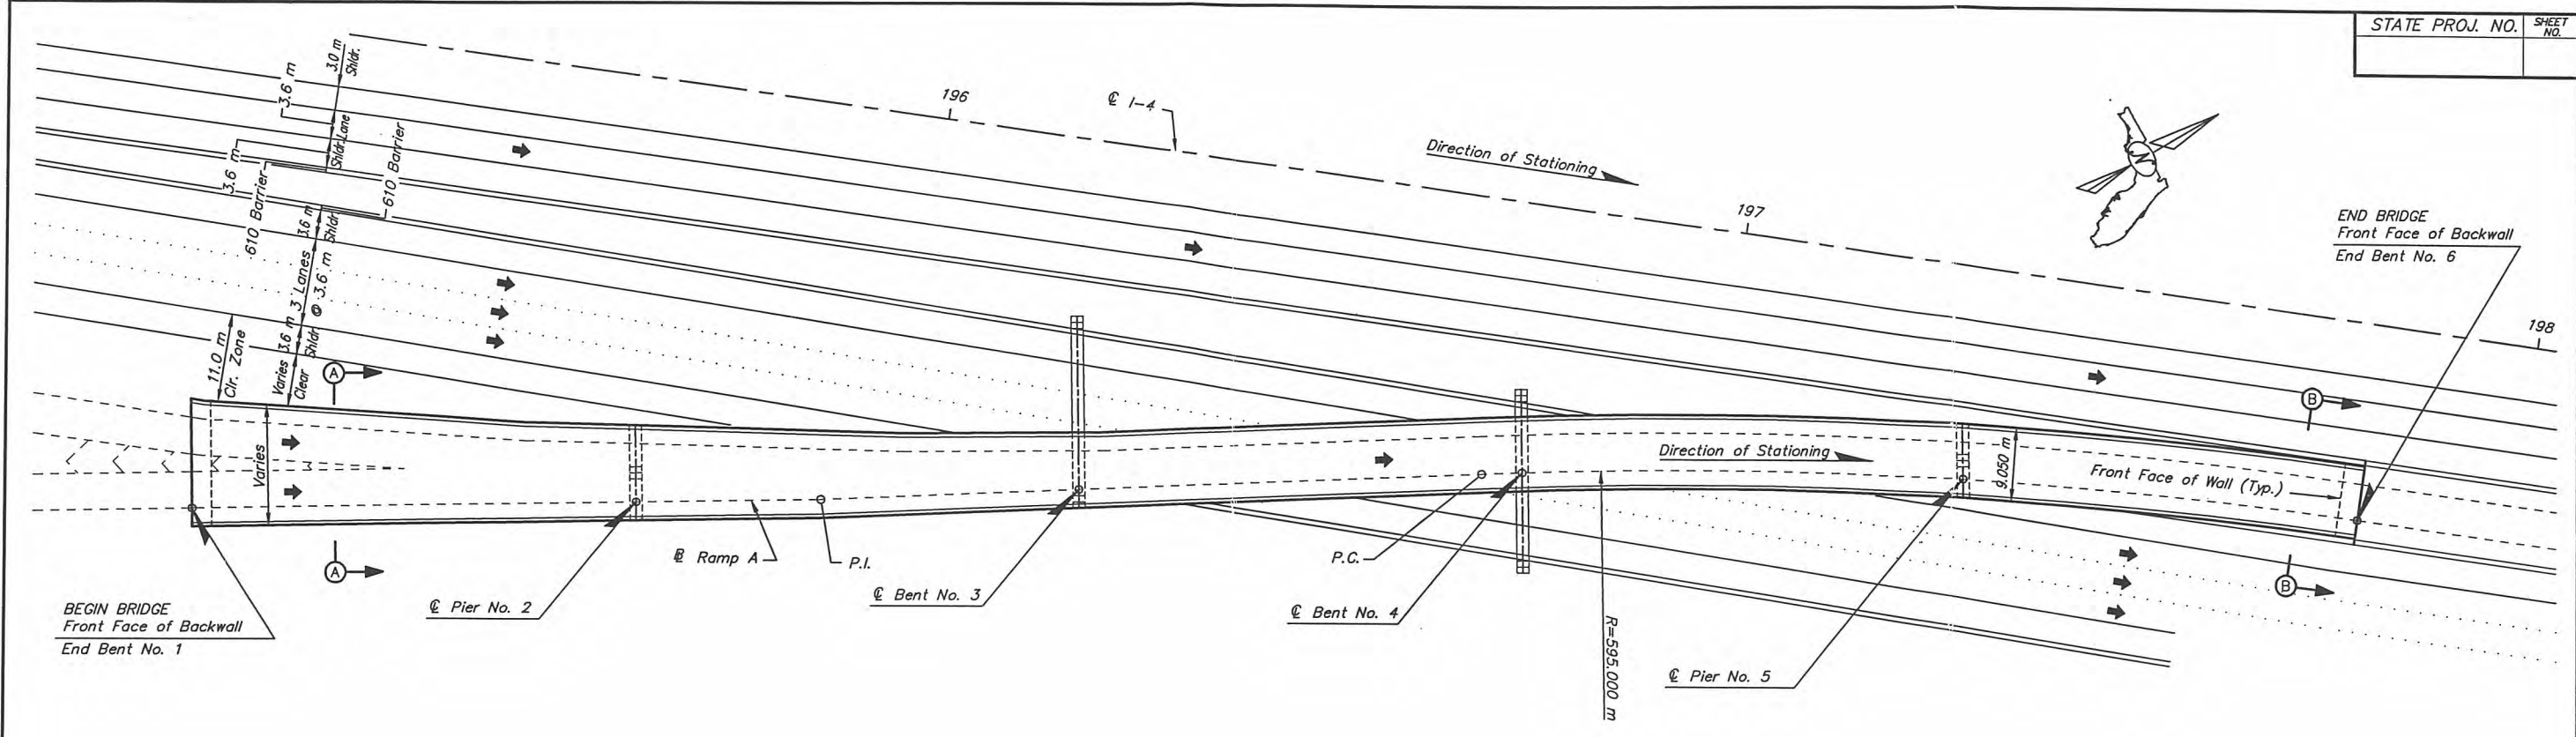 STATE PROJ. NO.
SHEET
NO.
3.0 m
Shldr.
3.6 m
Lane
Shldr.
3.6 m
610 Barrier
610 Barrier
3.6 m
Shldr.
3 Lanes
@ 3.6 m
3.6 m
Shldr
Varies
Clear
11.0 m
Clr. Zone
196
℄ I-4
Direction of Stationing
197
198
N
END BRIDGE
Front Face of Backwall
End Bent No. 6
A
B
Varies
Direction of Stationing
9.050 m
Front Face of Wall (Typ.)
A
℄ Ramp A
P.I.
P.C.
B
BEGIN BRIDGE
Front Face of Backwall
End Bent No. 1
℄ Pier No. 2
℄ Bent No. 3
℄ Bent No. 4
R=595.000 m
℄ Pier No. 5